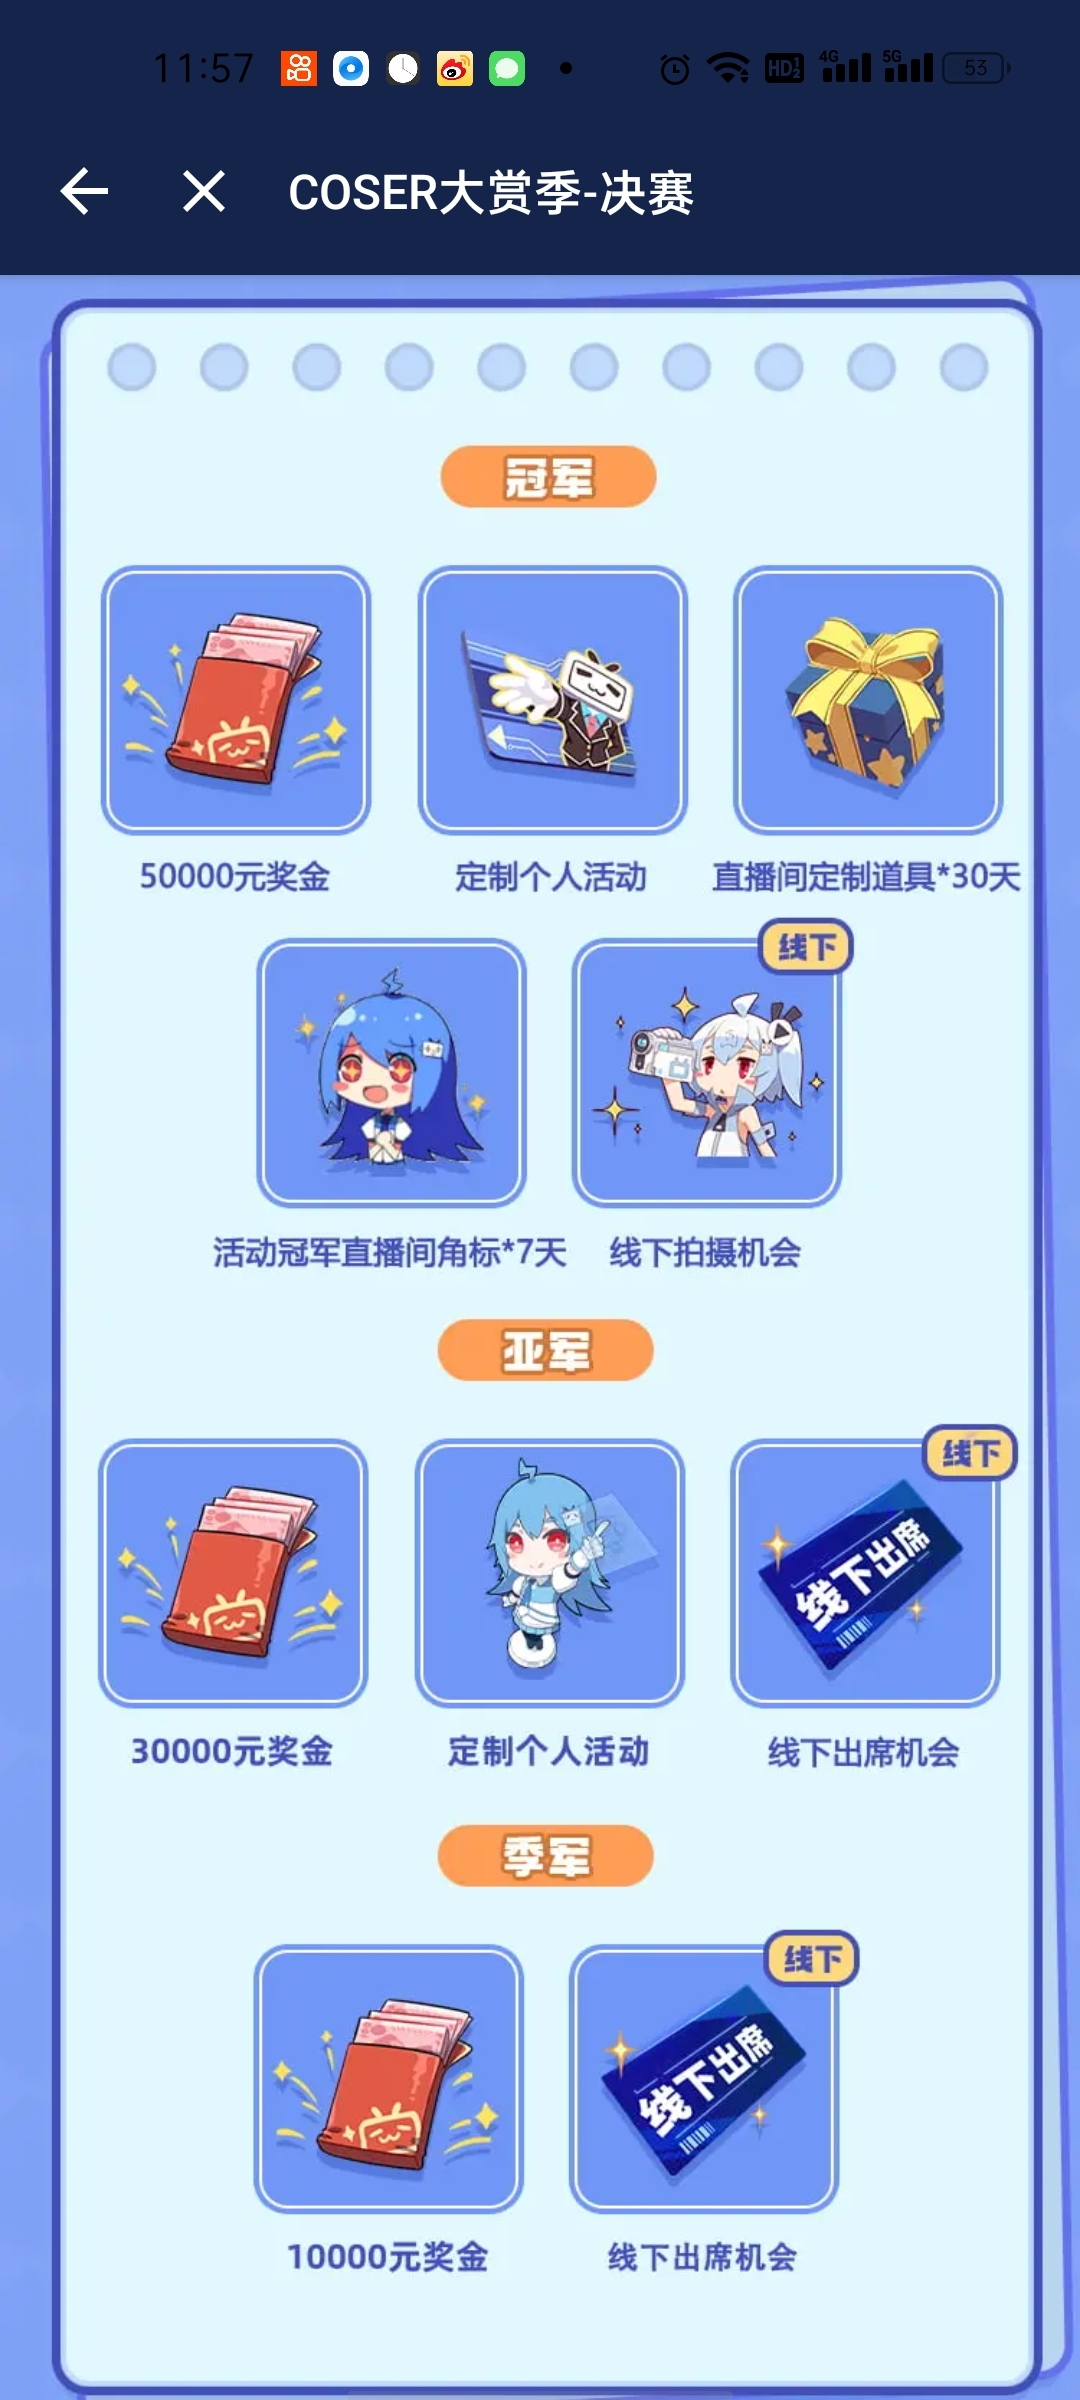 11:57
HD 1 2 4G 5G 53
COSER大赏季-决赛
冠军
50000元奖金
定制个人活动
直播间定制道具*30天
线下
活动冠军直播间角标*7天
线下拍摄机会
亚军
线下
线下出席
30000元奖金
定制个人活动
线下出席机会
季军
线下
线下出席
10000元奖金
线下出席机会